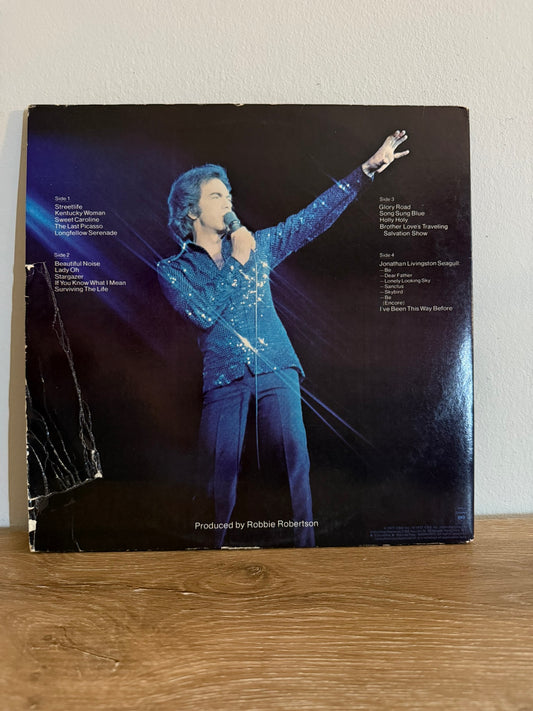 Side 1
Streetlife
Kentucky Woman
Sweet Caroline
The Last Picasso
Longfellow Serenade
Side 2
Beautiful Noise
Lady Oh
Stargazer
If You Know What I Mean
Surviving The Life
Side 3
Glory Road
Song Sung Blue
Holly Holy
Brother Love's Traveling
Salvation Show
Side 4
Jonathan Livingston Seagull:
—Be
—Dear Father
—Lonely Looking Sky
—Sanctus
—Skybird
—Be
(Encore)
I've Been This Way Before
Produced by Robbie Robertson